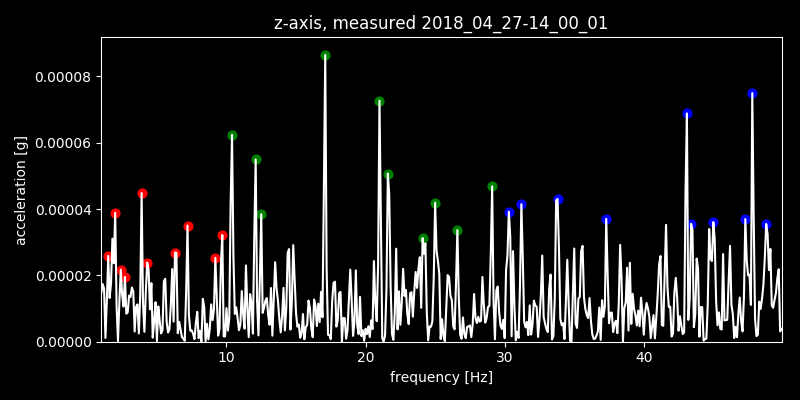 z-axis, measured 2018_04_27-14_00_01
0.00008
0.00006
0.00004
0.00002
0.00000
acceleration [g]
10 20 30 40
frequency [Hz]